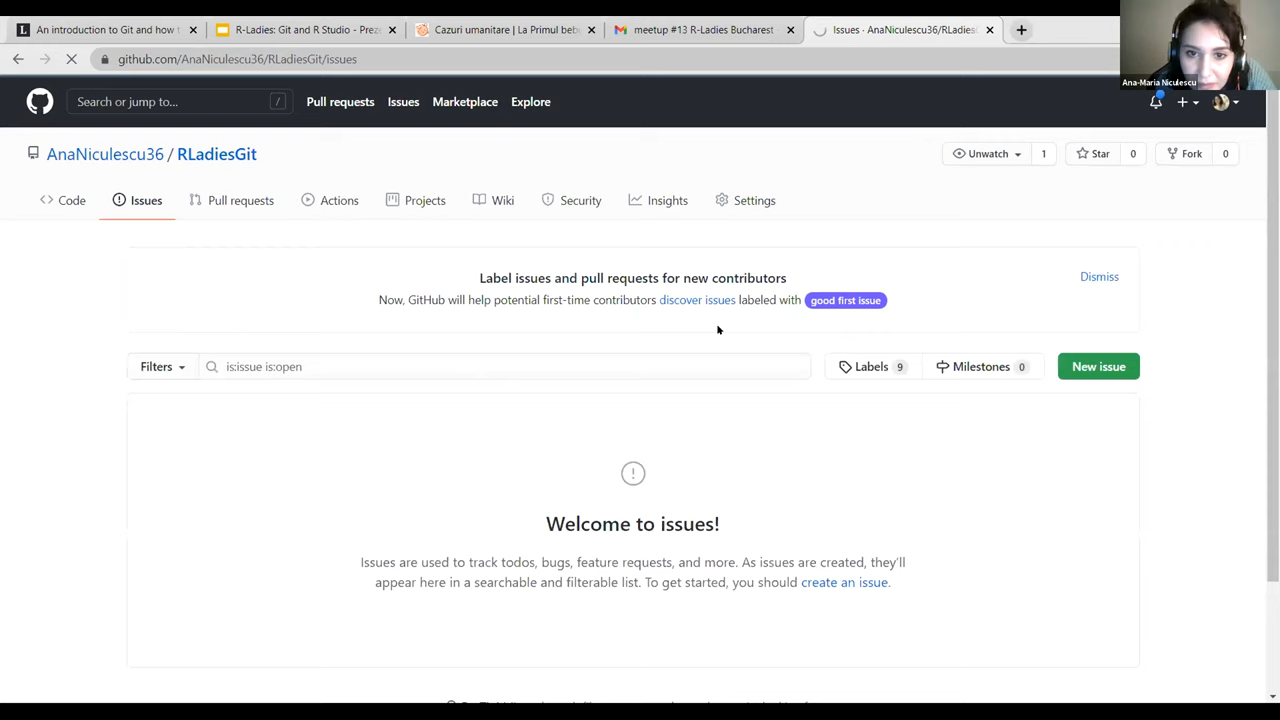 An introduction to Git and how t
R-Ladies: Git and R Studio - Prez
Cazuri umanitare | La Primul beb
meetup #13 R-Ladies Bucharest
Issues · AnaNiculescu36/RLadies
github.com/AnaNiculescu36/RLadiesGit/issues
Ana-Maria Niculescu
Search or jump to...
/
Pull requests
Issues
Marketplace
Explore
AnaNiculescu36 / RLadiesGit
Unwatch
1
Star
0
Fork
0
Code
Issues
Pull requests
Actions
Projects
Wiki
Security
Insights
Settings
Label issues and pull requests for new contributors
Dismiss
Now, GitHub will help potential first-time contributors discover issues labeled with good first issue
Filters
is:issue is:open
Labels 9
Milestones 0
New issue
Welcome to issues!
Issues are used to track todos, bugs, feature requests, and more. As issues are created, they'll
appear here in a searchable and filterable list. To get started, you should create an issue.